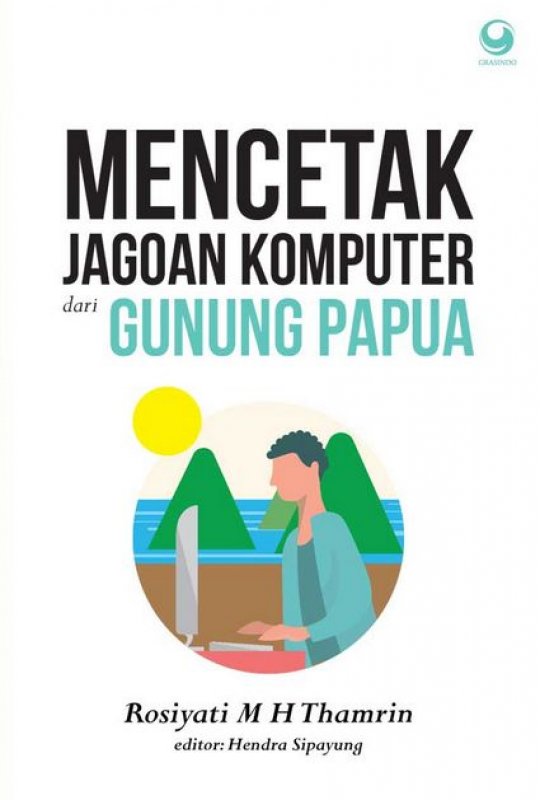 GRASINDO
MENCETAK
JAGOAN KOMPUTER
dari GUNUNG PAPUA
Rosiyati M H Thamrin
editor: Hendra Sipayung